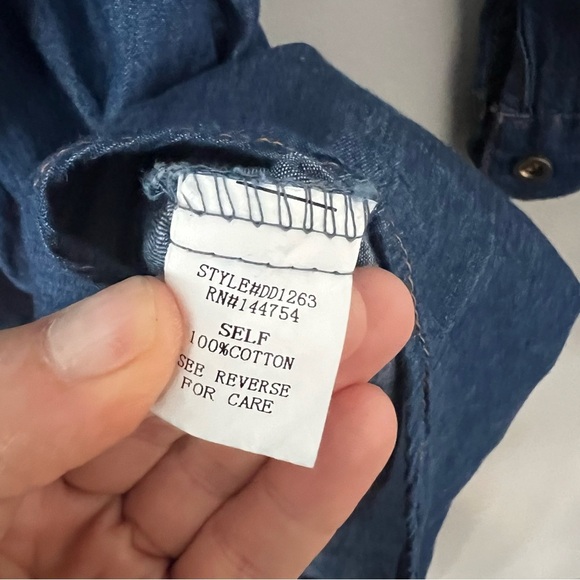 STYLE#DD1263
RN#144754
SELF
100%COTTON
SEE REVERSE
FOR CARE